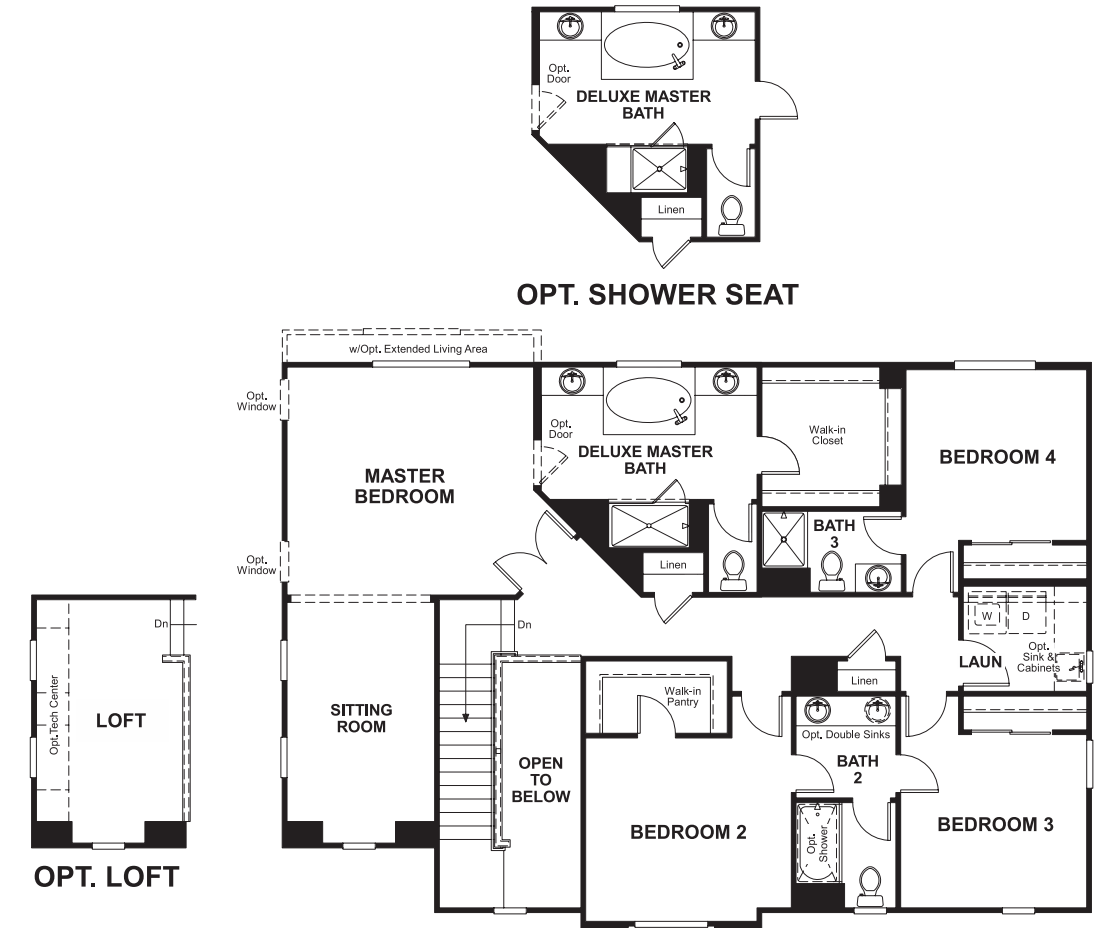 Opt.
Door
DELUXE MASTER
BATH
Linen
OPT. SHOWER SEAT
w/Opt. Extended Living Area
Opt.
Window
MASTER
BEDROOM
Opt.
Door
DELUXE MASTER
BATH
Walk-in
Closet
BEDROOM 4
BATH
3
Opt.
Window
Linen
Dn
LOFT
Opt.Tech Center
OPT. LOFT
Dn
SITTING
ROOM
OPEN
TO
BELOW
Walk-in
Pantry
BEDROOM 2
Linen
W
D
Opt.
Sink &
Cabinets
LAUN
Opt. Double Sinks
BATH
2
Opt.
Shower
BEDROOM 3